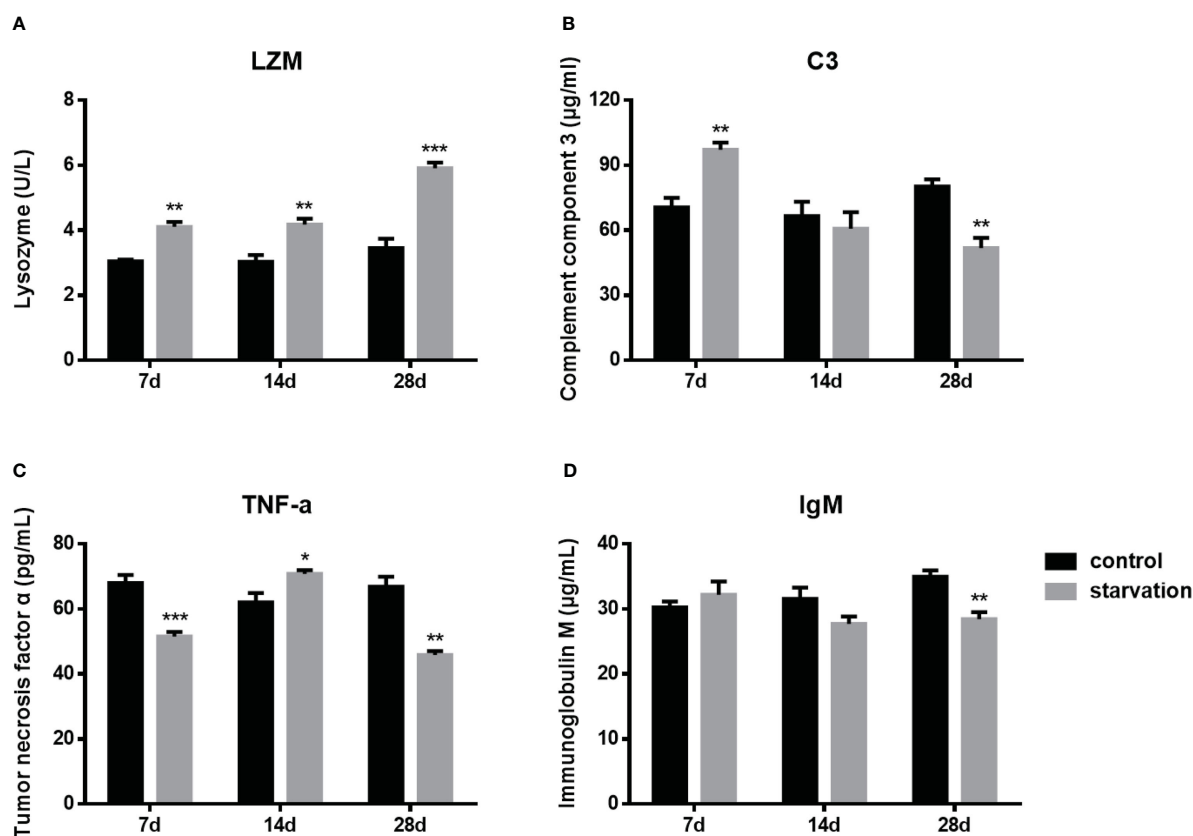 A
LZM
Lysozyme (U/L)
8
6
4
2
0
**
**
***
7d
14d
28d
B
C3
Complement component 3 (µg/ml)
120
90
60
30
0
**
**
7d
14d
28d
C
TNF-a
Tumor necrosis factor α (pg/mL)
80
60
40
20
0
***
*
**
7d
14d
28d
D
IgM
Immunoglobulin M (µg/mL)
40
30
20
10
0
**
7d
14d
28d
control
starvation